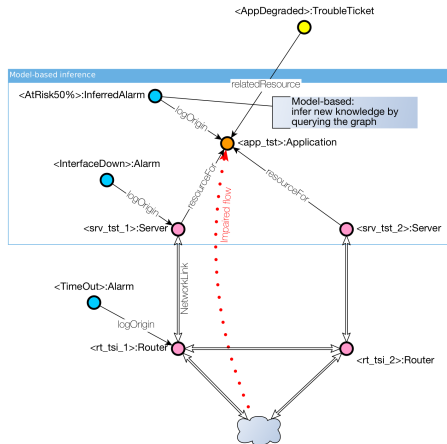 <AppDegraded>:TroubleTicket
Model-based inference
relatedResource
<AtRisk50%>:InferredAlarm
Model-based:
infer new knowledge by
querying the graph
logOrigin
<app_tst>:Application
<InterfaceDown>:Alarm
resourceFor
resourceFor
logOrigin
Impaired flow
<srv_tst_1>:Server
<srv_tst_2>:Server
NetworkLink
<TimeOut>:Alarm
logOrigin
<rt_tsi_1>:Router
<rt_tsi_2>:Router